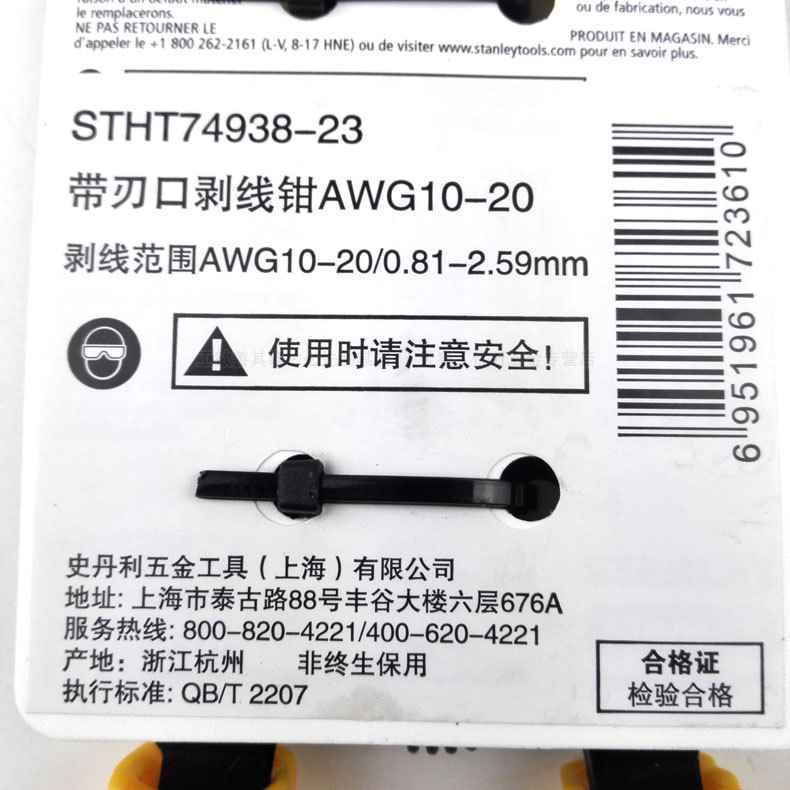 le remplacerons.
NE PAS RETOURNER LE
d'appeler le +1 800 262-2161 (L-V, 8-17 HNE) ou de visiter www.stanleytools.com pour en savoir plus.
ou de fabrication, nous vous
PRODUIT EN MAGASIN. Merci
STHT74938-23
带刃口剥线钳AWG10-20
剥线范围AWG10-20/0.81-2.59mm
使用时请注意安全!
6 951961 723610
史丹利五金工具(上海)有限公司
地址: 上海市泰古路88号丰谷大楼六层676A
服务热线: 800-820-4221/400-620-4221
产地: 浙江杭州 非终生保用
执行标准: QB/T 2207
合格证
检验合格